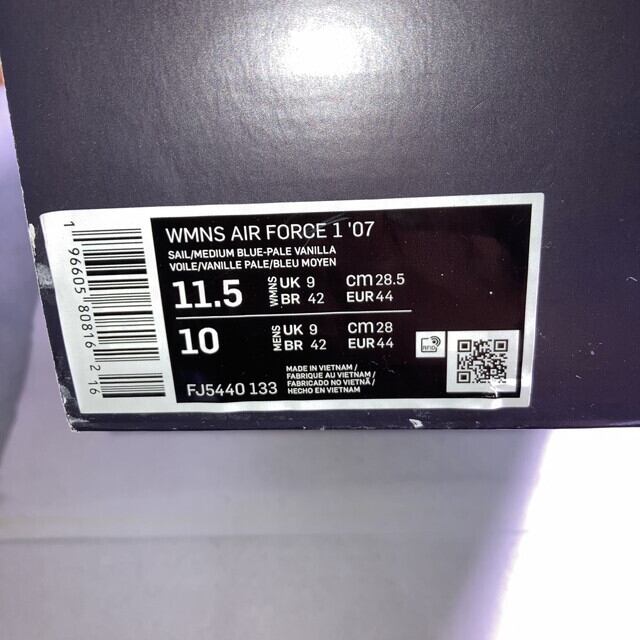 WMNS AIR FORCE 1 '07
SAIL/MEDIUM BLUE-PALE VANILLA
VOILE/VANILLE PALE/BLEU MOYEN
11.5 WMNS UK 9 CM 28.5
BR 42 EUR 44
10 MENS UK 9 CM 28
BR 42 EUR 44
RFID
FJ5440 133
MADE IN VIETNAM /
FABRIQUE AU VIETNAM /
FABRICADO NO VIETNÃ /
HECHO EN VIETNAM
1 96605 80816 2 16